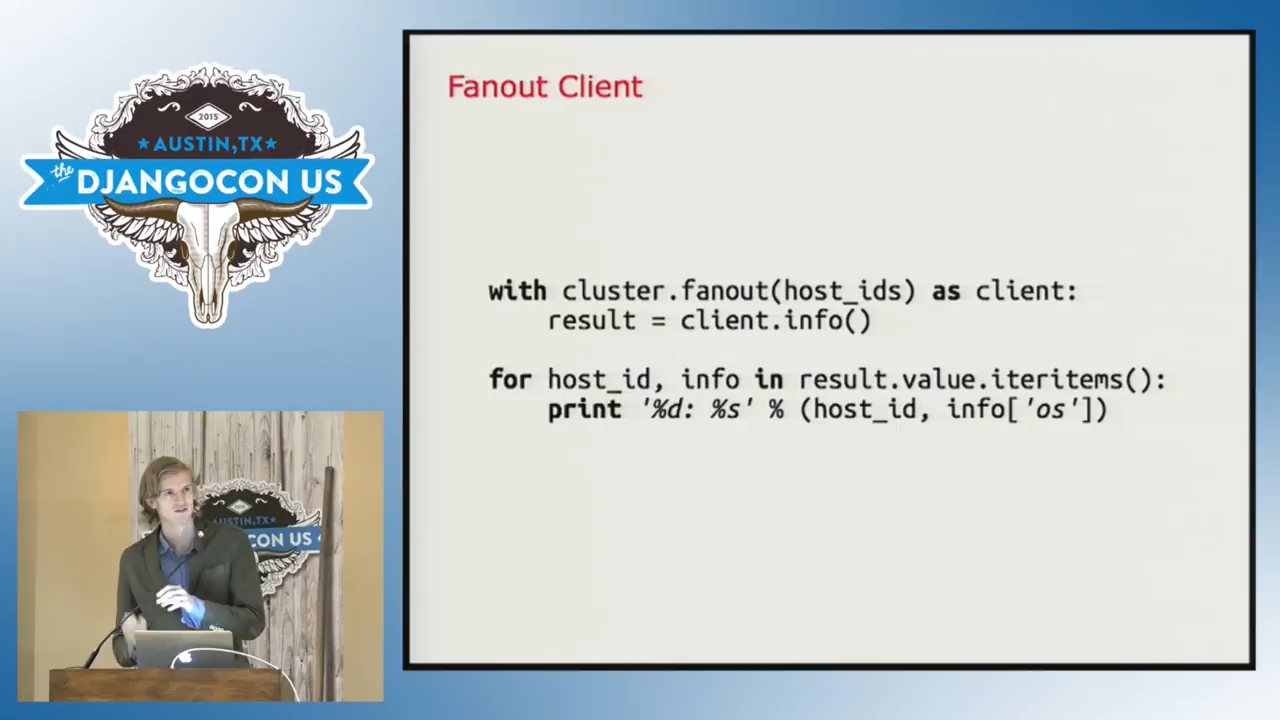 2015
AUSTIN,TX
the
DJANGOCON US
Fanout Client
with cluster.fanout(host_ids) as client:
result = client.info()
for host_id, info in result.value.iteritems():
print '%d: %s' % (host_id, info['os'])
AUSTIN,TX
CON US